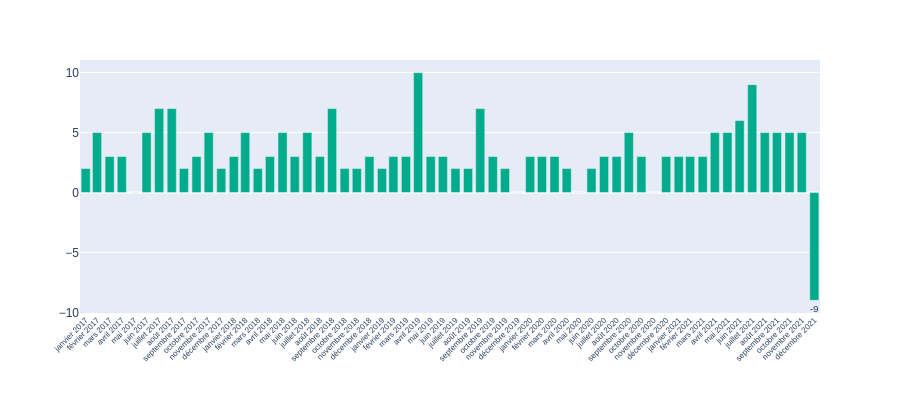 10
5
0
−5
−10
-9
janvier 2017
février 2017
mars 2017
avril 2017
mai 2017
juin 2017
juillet 2017
août 2017
septembre 2017
octobre 2017
novembre 2017
décembre 2017
janvier 2018
février 2018
mars 2018
avril 2018
mai 2018
juin 2018
juillet 2018
août 2018
septembre 2018
octobre 2018
novembre 2018
décembre 2018
janvier 2019
février 2019
mars 2019
avril 2019
mai 2019
juin 2019
juillet 2019
août 2019
septembre 2019
octobre 2019
novembre 2019
décembre 2019
janvier 2020
février 2020
mars 2020
avril 2020
mai 2020
juin 2020
juillet 2020
août 2020
septembre 2020
octobre 2020
novembre 2020
décembre 2020
janvier 2021
février 2021
mars 2021
avril 2021
mai 2021
juin 2021
juillet 2021
août 2021
septembre 2021
octobre 2021
novembre 2021
décembre 2021